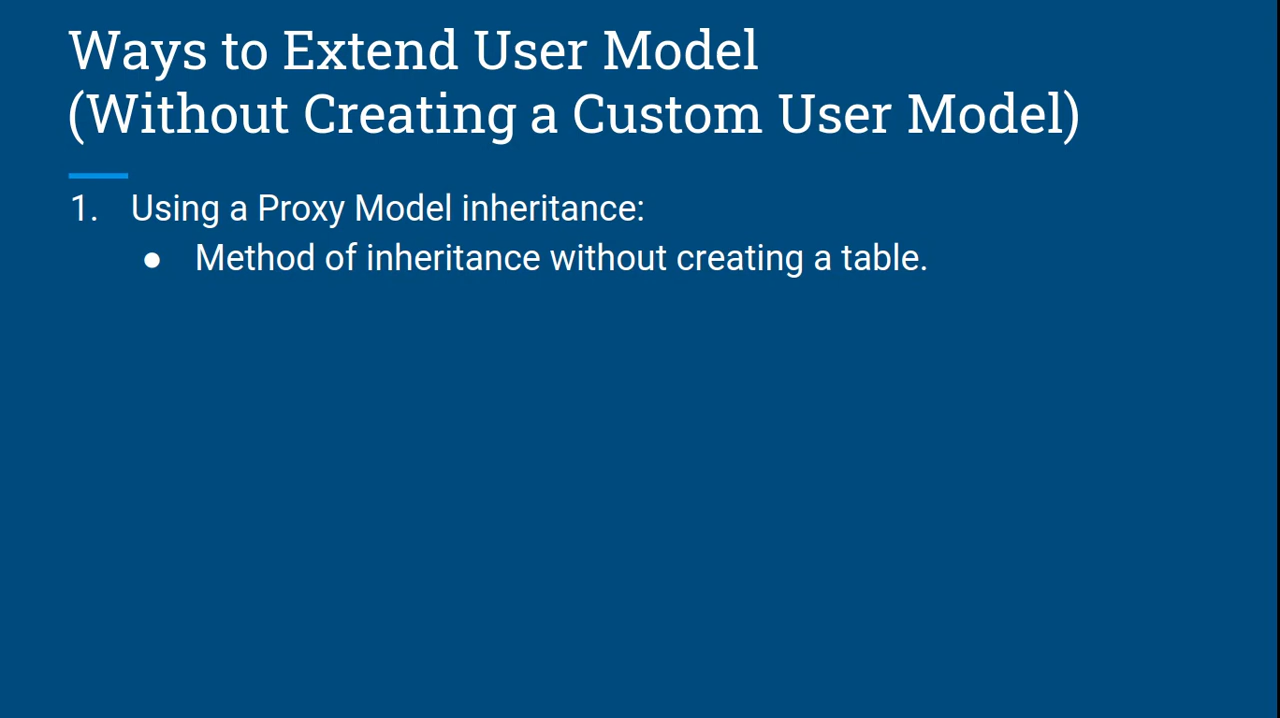 Ways to Extend User Model
(Without Creating a Custom User Model)
1. Using a Proxy Model inheritance:
● Method of inheritance without creating a table.